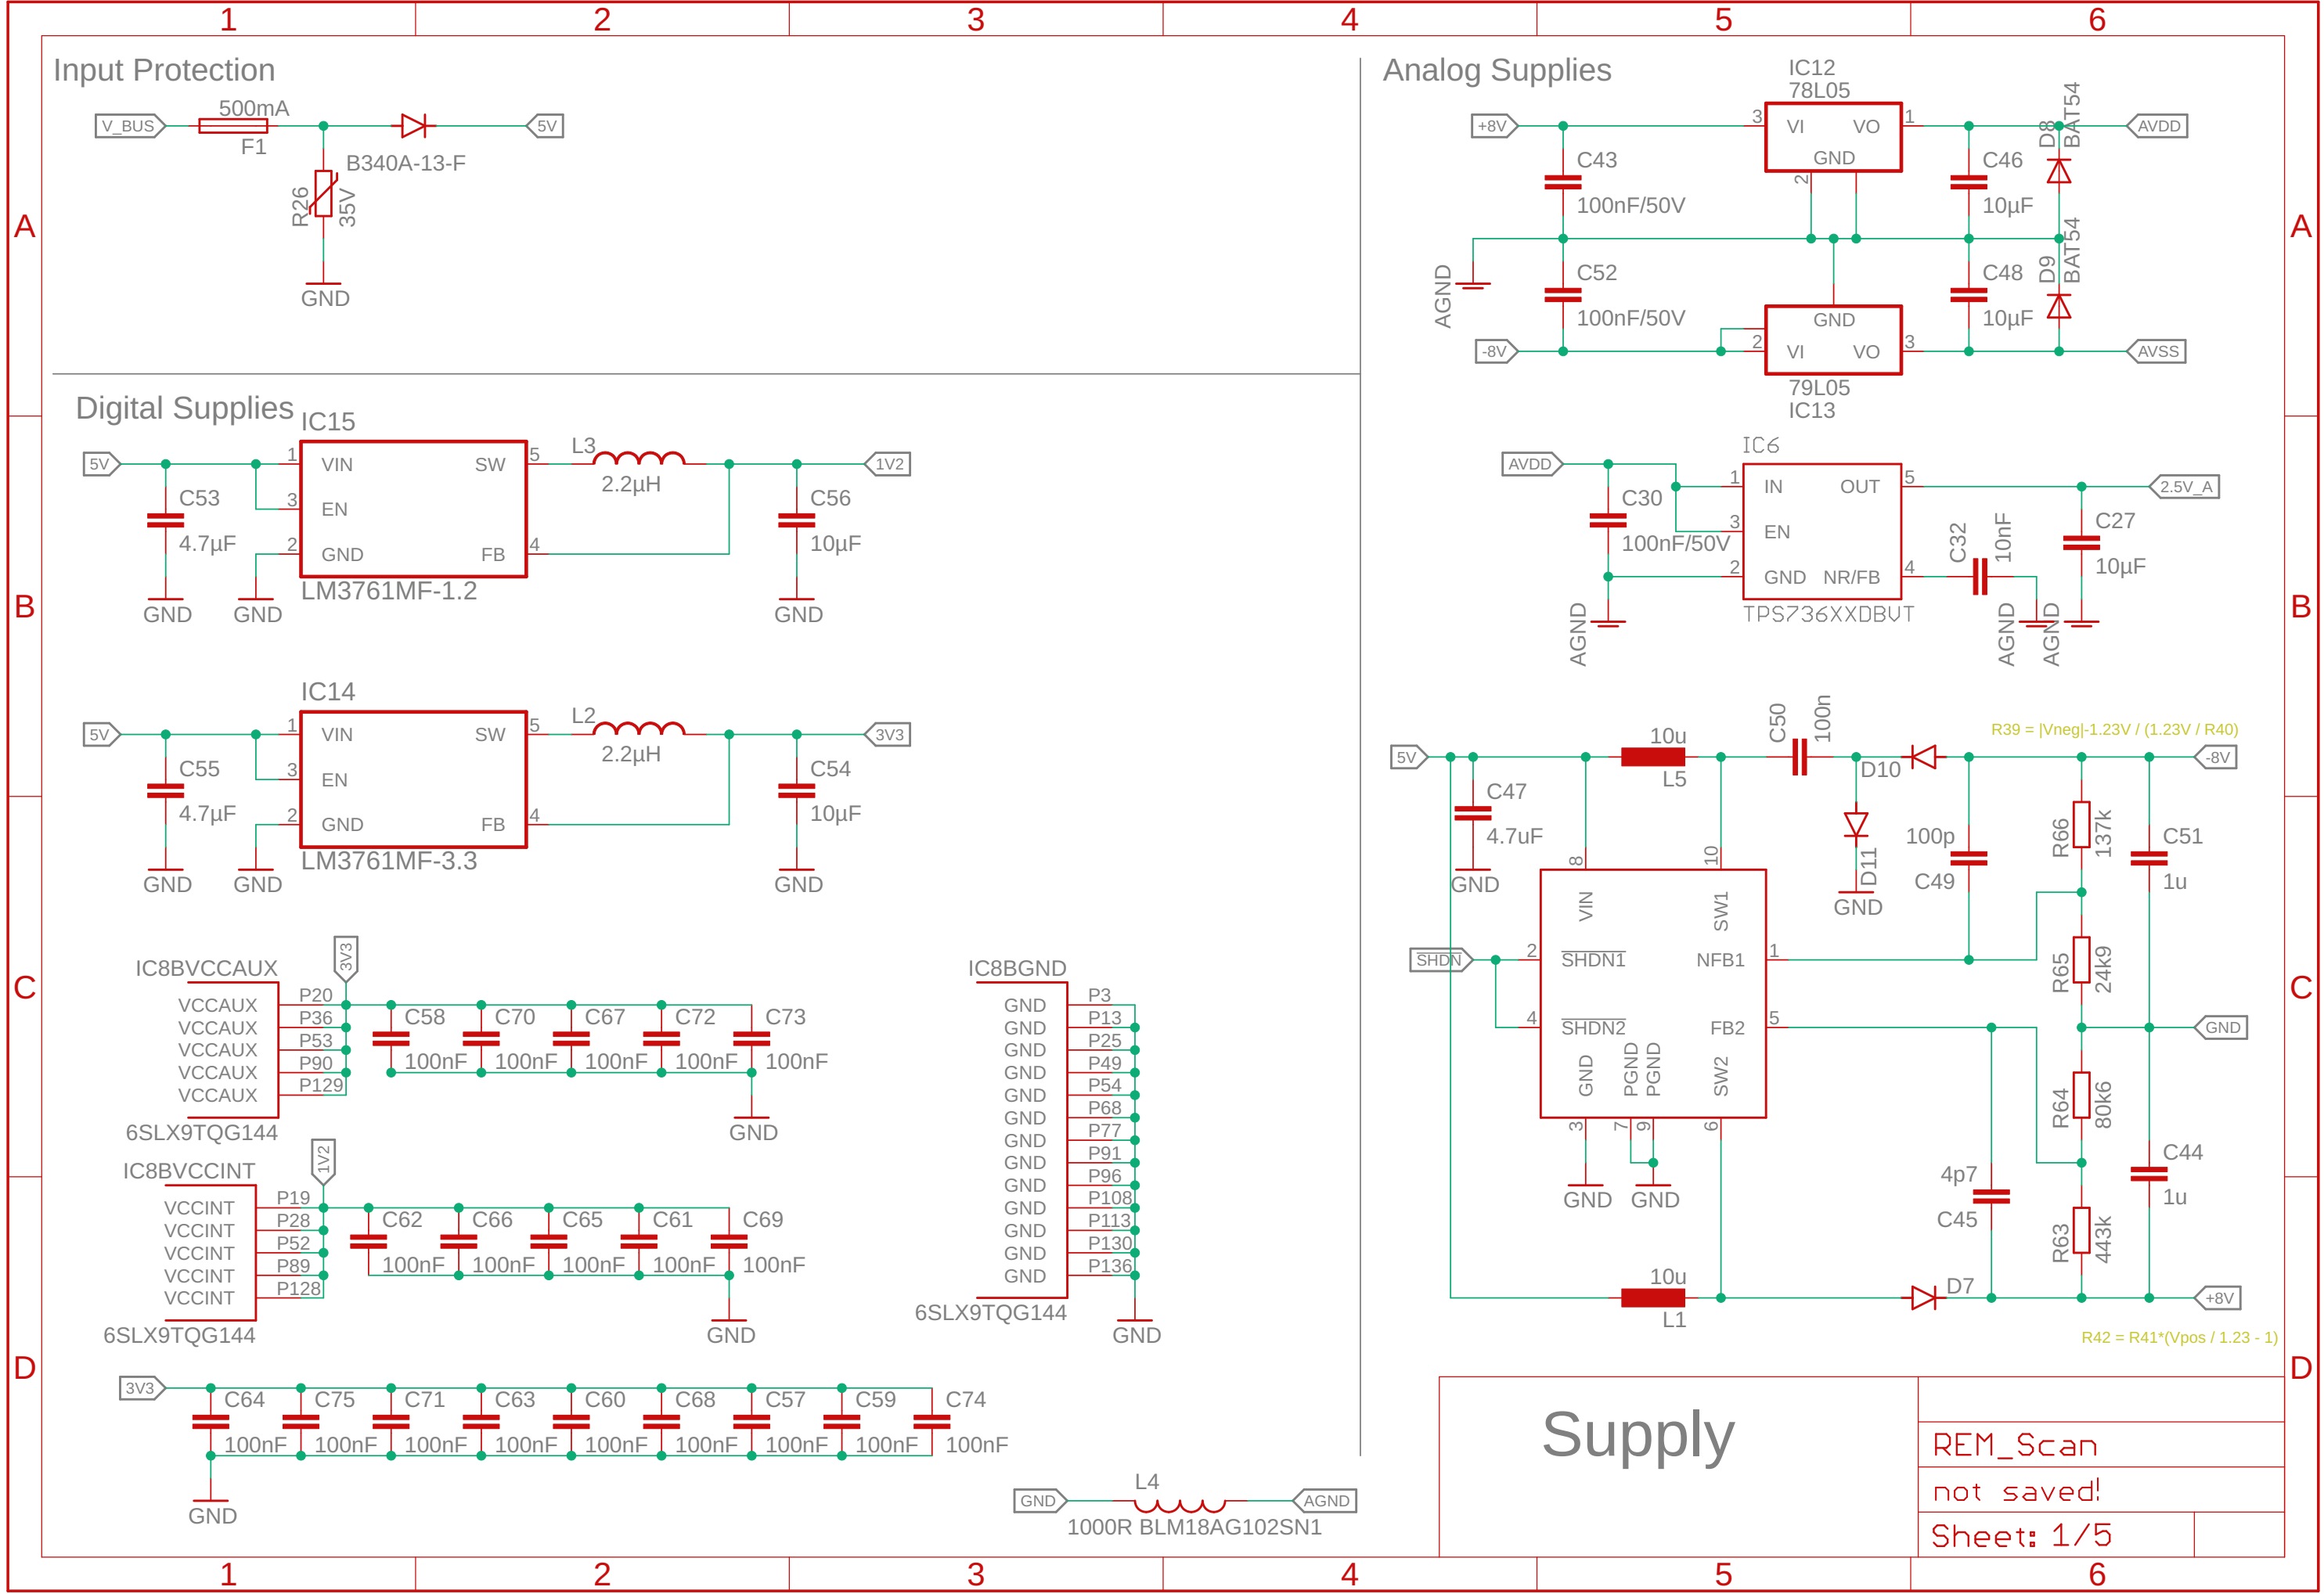 1 2 3 4 5 6
A
B
C
D
A
B
C
D
1 2 3 4 5 6
Input Protection
V_BUS
500mA
F1
5V
B340A-13-F
R26
35V
GND
Digital Supplies
IC15
5V
1 VIN
3 EN
2 GND
SW 5
FB 4
LM3761MF-1.2
L3
2.2µH
1V2
C53
4.7µF
C56
10µF
GND
GND
GND
IC14
5V
1 VIN
3 EN
2 GND
SW 5
FB 4
LM3761MF-3.3
L2
2.2µH
3V3
C55
4.7µF
C54
10µF
GND
GND
GND
3V3
IC8BVCCAUX
VCCAUX P20
VCCAUX P36
VCCAUX P53
VCCAUX P90
VCCAUX P129
6SLX9TQG144
C58 C70 C67 C72 C73
100nF 100nF 100nF 100nF 100nF
GND
1V2
IC8BVCCINT
VCCINT P19
VCCINT P28
VCCINT P52
VCCINT P89
VCCINT P128
6SLX9TQG144
C62 C66 C65 C61 C69
100nF 100nF 100nF 100nF 100nF
GND
IC8BGND
GND P3
GND P13
GND P25
GND P49
GND P54
GND P68
GND P77
GND P91
GND P96
GND P108
GND P113
GND P130
GND P136
6SLX9TQG144
GND
3V3
C64 C75 C71 C63 C60 C68 C57 C59 C74
100nF 100nF 100nF 100nF 100nF 100nF 100nF 100nF 100nF
GND
L4
GND AGND
1000R BLM18AG102SN1
Analog Supplies
IC12
78L05
+8V
3 VI VO 1
GND
2
AVDD
C43
100nF/50V
C46
10µF
D8
BAT54
AGND
C52
100nF/50V
C48
10µF
D9
BAT54
-8V
GND
2 VI VO 3
AVSS
79L05
IC13
IC6
AVDD
1 IN OUT 5
3 EN
2 GND NR/FB 4
TPS736XXDBVT
2.5V_A
C30
100nF/50V
C32
10nF
C27
10µF
AGND
AGND
AGND
R39 = |Vneg|-1.23V / (1.23V / R40)
5V
10u
L5
C50
100n
D10
-8V
C47
4.7uF
GND
D11
GND
100p
C49
R66
137k
C51
1u
8 VIN
10 SW1
SHDN
2 SHDN1
4 SHDN2
NFB1 1
FB2 5
GND 3
PGND 7
PGND 9
SW2 6
GND
GND
R65
24k9
GND
R64
80k6
4p7
C45
C44
1u
R63
443k
10u
L1
D7
+8V
R42 = R41*(Vpos / 1.23 - 1)
Supply
REM_Scan
not saved!
Sheet: 1/5